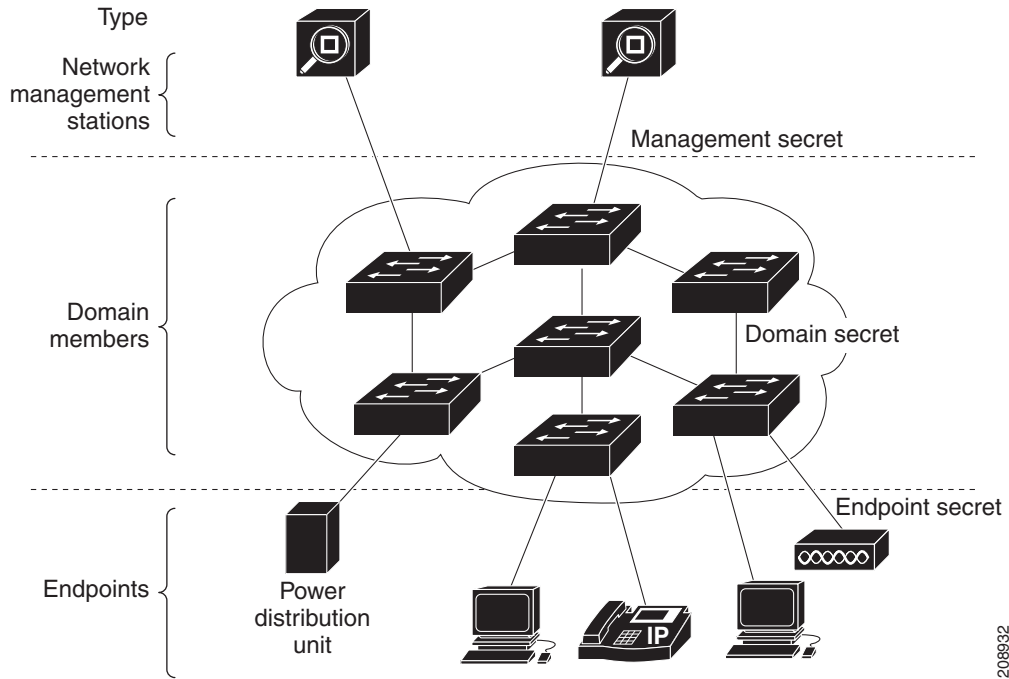 Type
Network
management
stations
Management secret
Domain
members
Domain secret
Endpoint secret
Endpoints
Power
distribution
unit
IP
208932